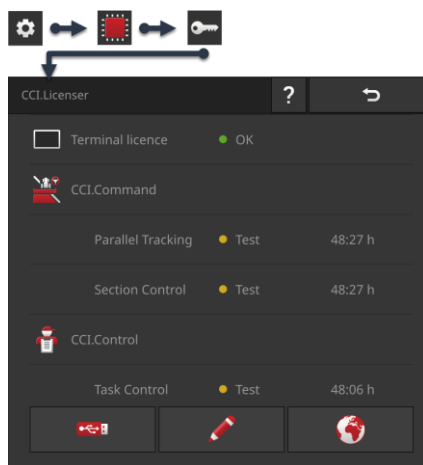 CCI.Licenser ?
Terminal licence OK
CCI.Command
Parallel Tracking Test 48:27 h
Section Control Test 48:27 h
CCI.Control
Task Control Test 48:06 h